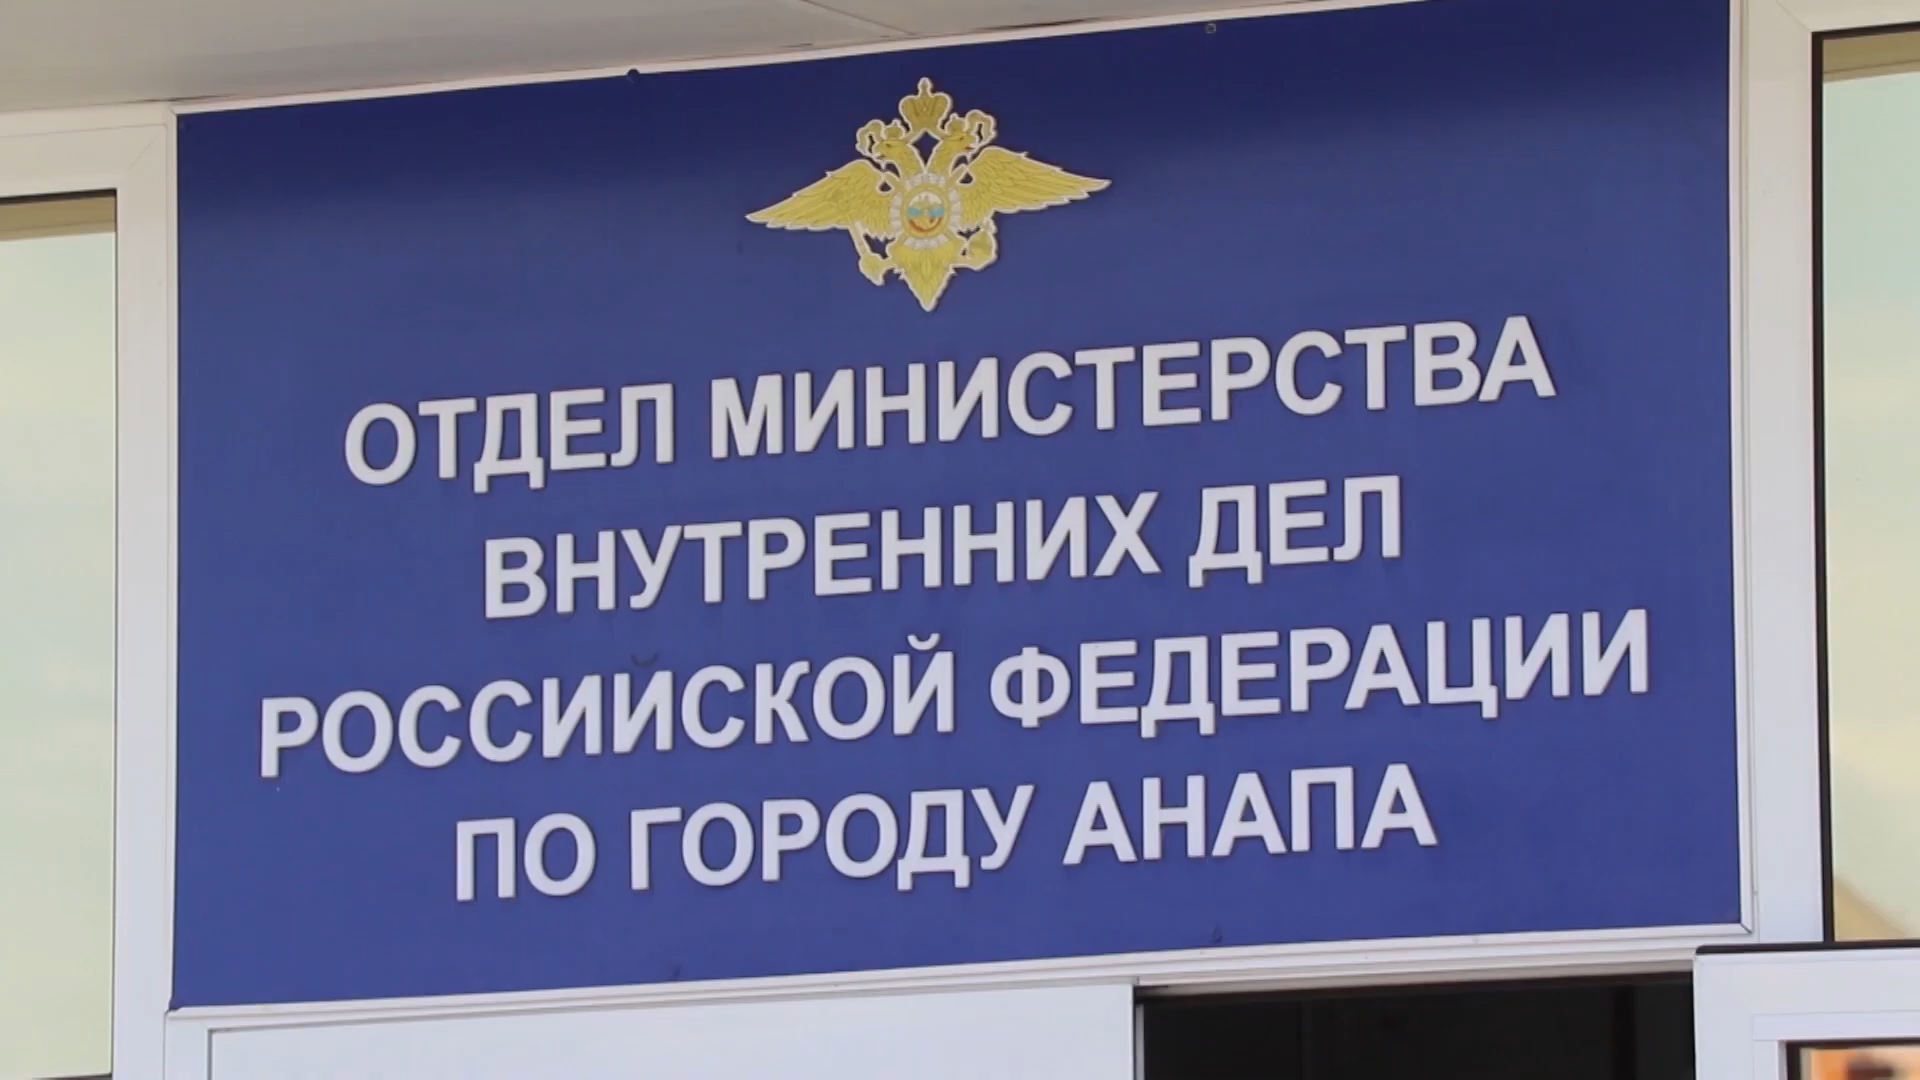 ОТДЕЛ МИНИСТЕРСТВА
ВНУТРЕННИХ ДЕЛ
РОССИЙСКОЙ ФЕДЕРАЦИИ
ПО ГОРОДУ АНАПА